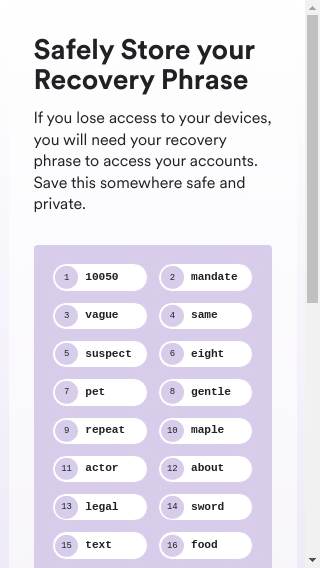 Safely Store your
Recovery Phrase
If you lose access to your devices,
you will need your recovery
phrase to access your accounts.
Save this somewhere safe and
private.
1 10050 2 mandate
3 vague 4 same
5 suspect 6 eight
7 pet 8 gentle
9 repeat 10 maple
11 actor 12 about
13 legal 14 sword
15 text 16 food